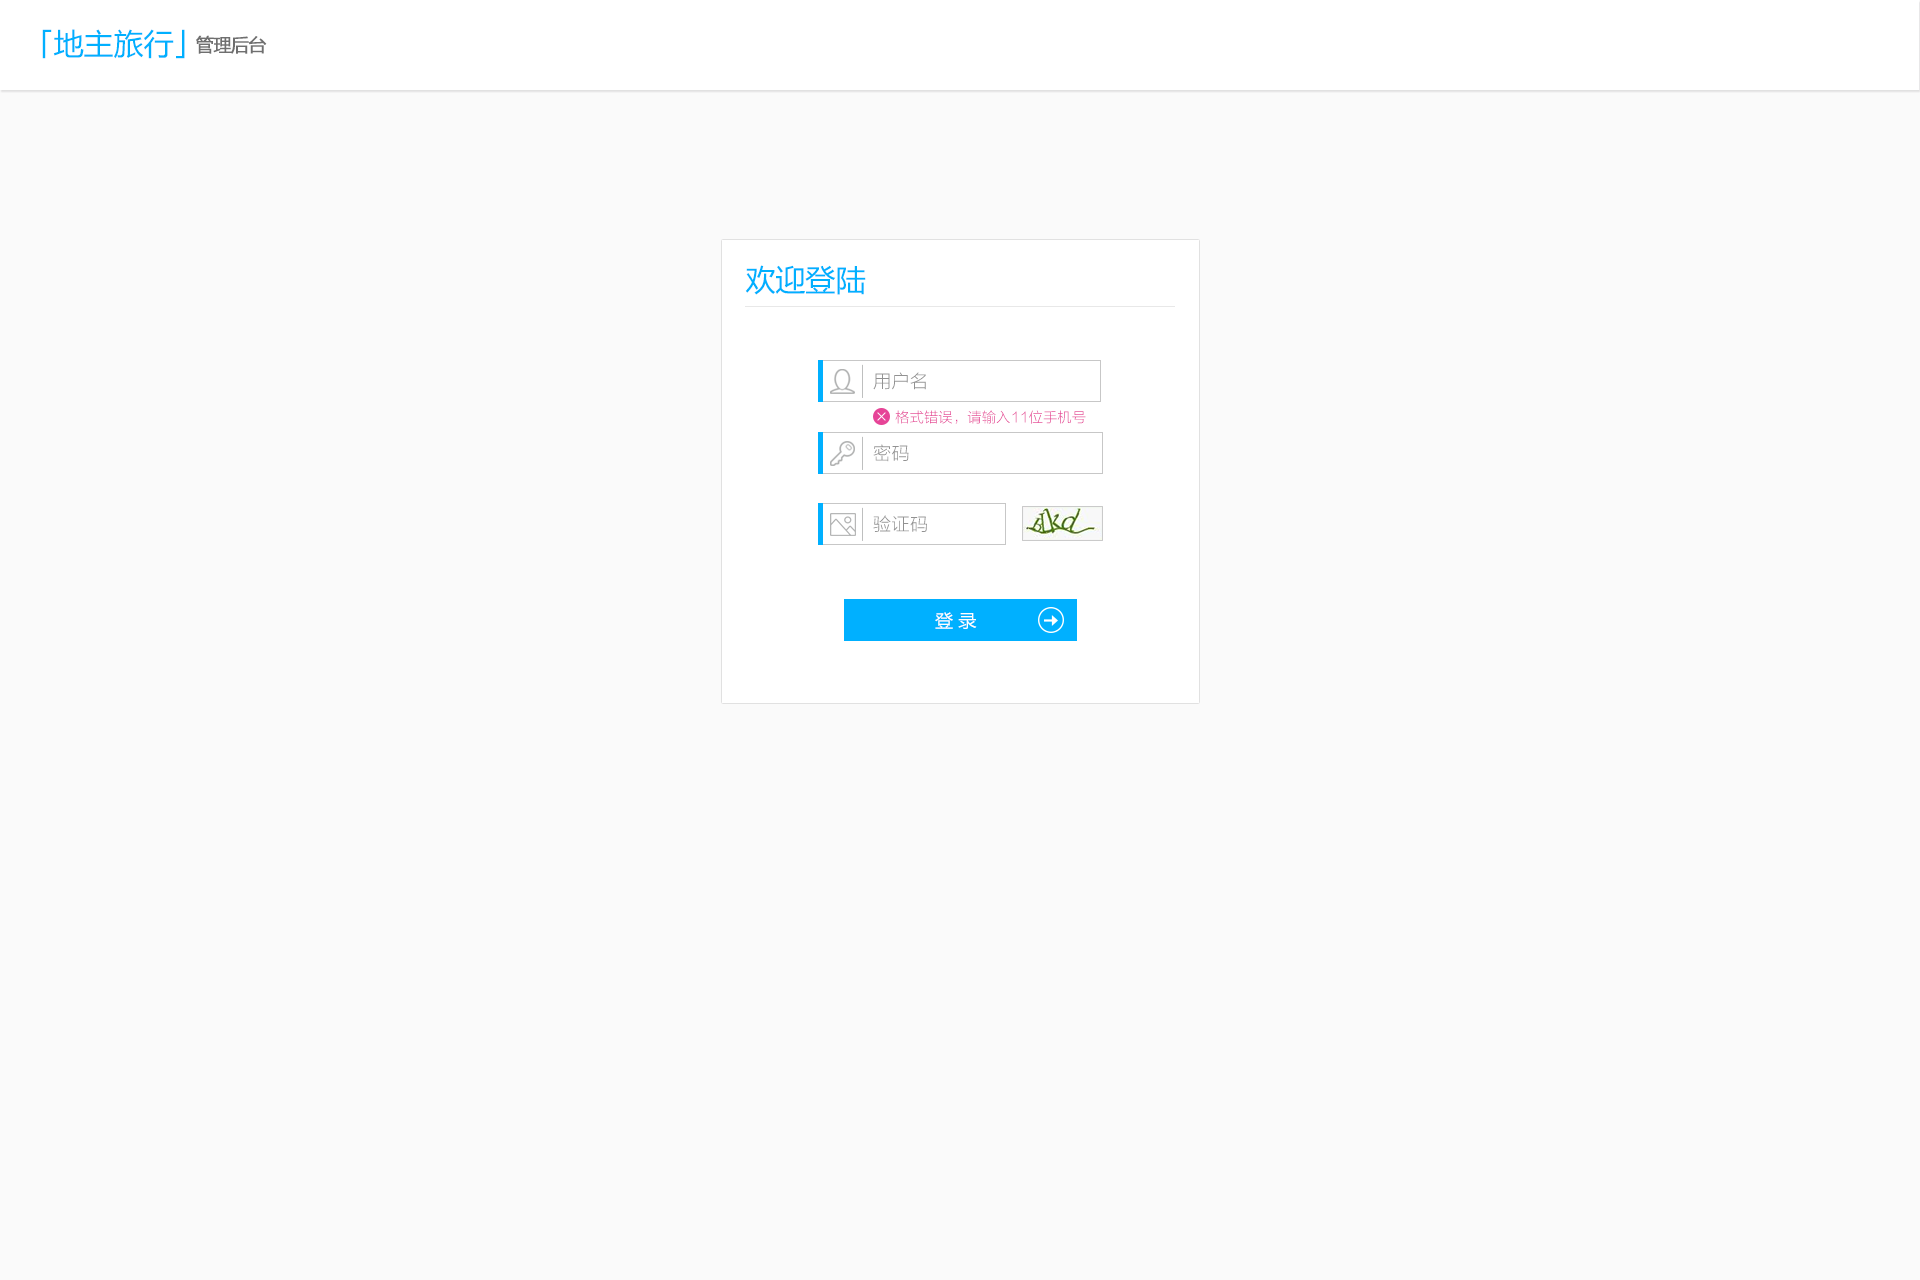 「地主旅行」管理后台
欢迎登陆
用户名
格式错误，请输入11位手机号
密码
验证码
登 录